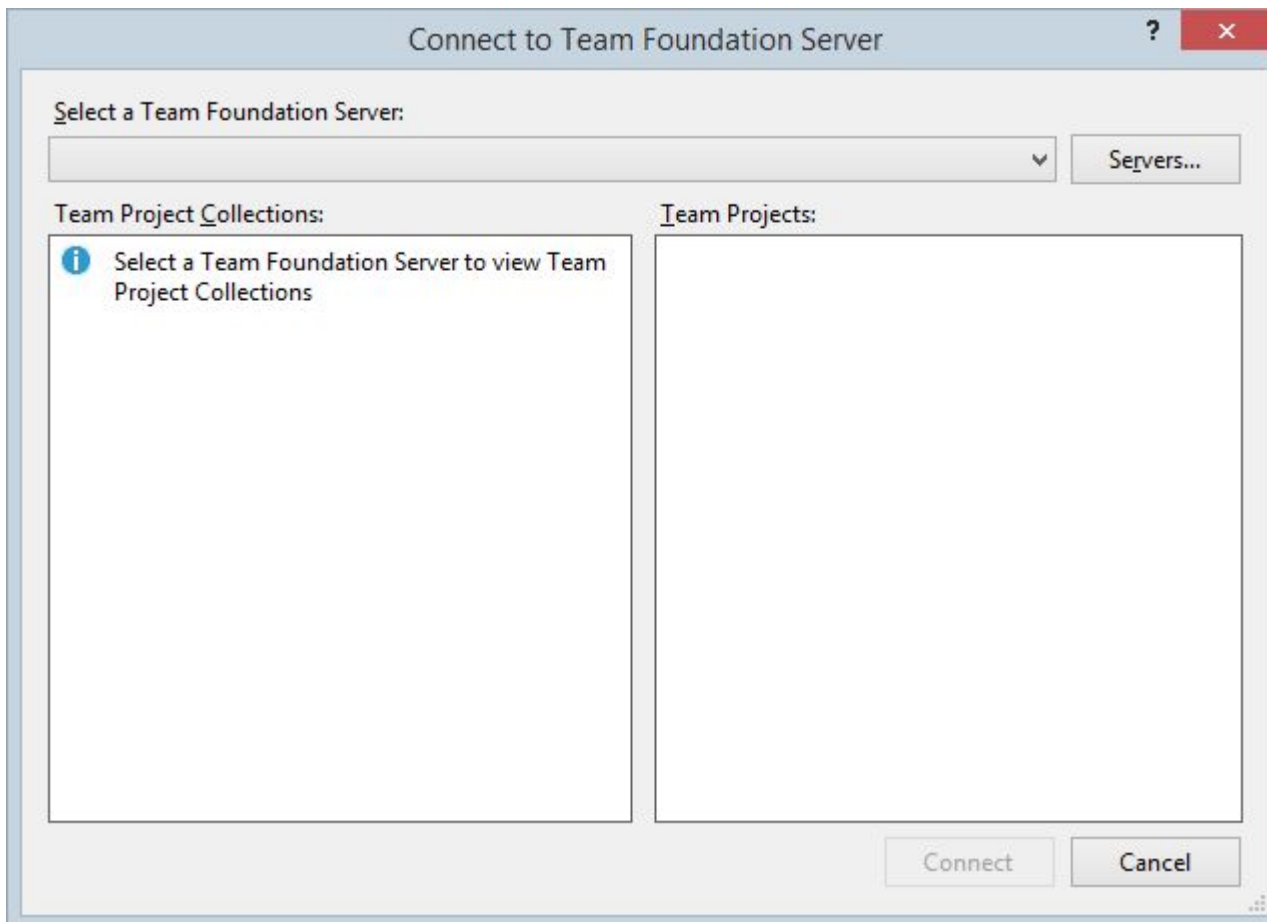 Connect to Team Foundation Server
?
Select a Team Foundation Server:
Servers...
Team Project Collections:
Team Projects:
Select a Team Foundation Server to view Team
Project Collections
Connect
Cancel